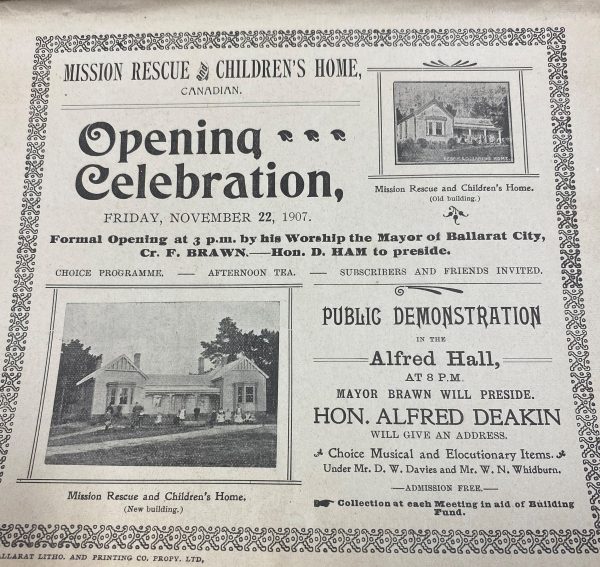 MISSION RESCUE and CHILDREN'S HOME,
CANADIAN.
Opening
Celebration,
FRIDAY, NOVEMBER 22, 1907.
RESCUE & CHILDRENS HOME.
Mission Rescue and Children's Home.
(Old building.)
Formal Opening at 3 p.m. by his Worship the Mayor of Ballarat City,
Cr. F. BRAWN.—Hon. D. HAM to preside.
CHOICE PROGRAMME. — AFTERNOON TEA. — SUBSCRIBERS AND FRIENDS INVITED.
Mission Rescue and Children's Home.
(New building.)
PUBLIC DEMONSTRATION
IN THE
Alfred Hall,
AT 8 P.M.
MAYOR BRAWN WILL PRESIDE.
HON. ALFRED DEAKIN
WILL GIVE AN ADDRESS.
Choice Musical and Elocutionary Items.
Under Mr. D. W. Davies and Mr. W. N. Whidburn.
—ADMISSION FREE.—
☛ Collection at each Meeting in aid of Building
Fund.
ALLARAT LITHO. AND PRINTING CO. PROPY. LTD,